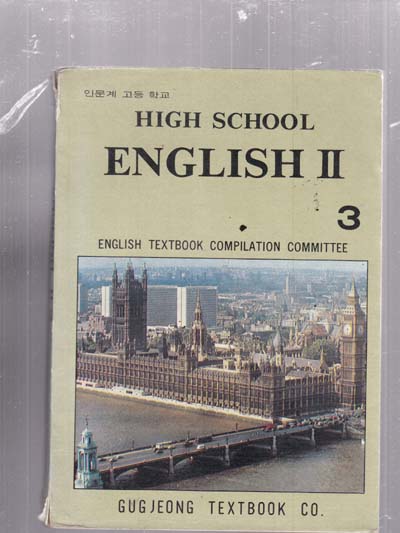 인문계 고등 학교
HIGH SCHOOL
ENGLISH II
3
ENGLISH TEXTBOOK COMPILATION COMMITTEE
GUGJEONG TEXTBOOK CO.